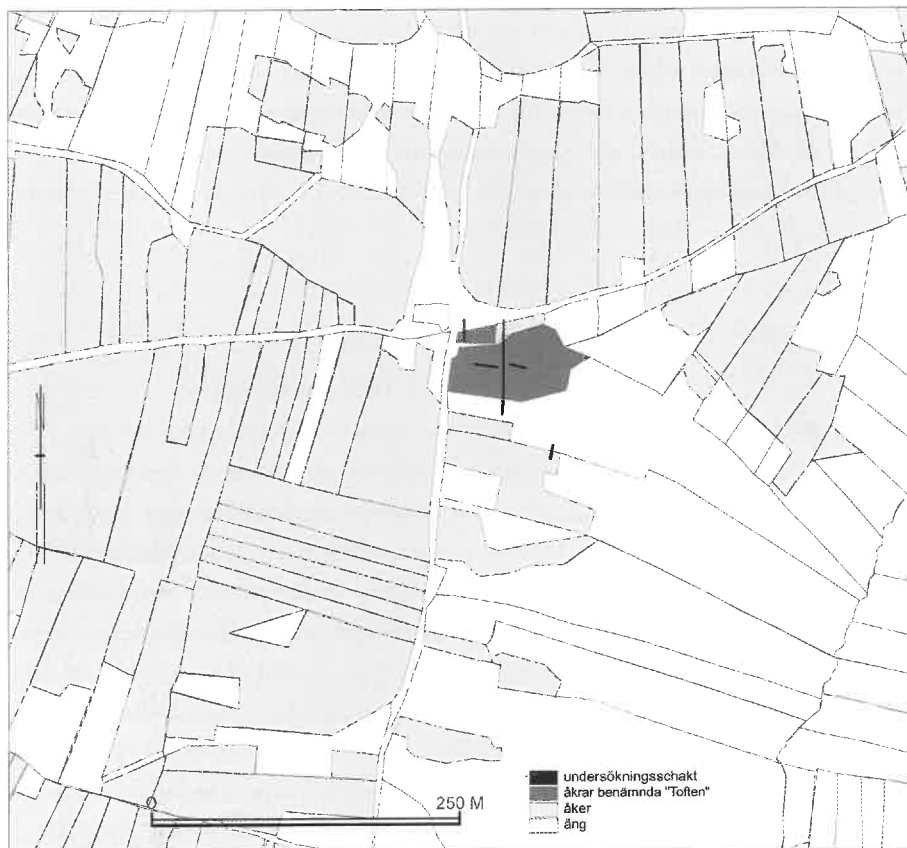 0 250 M
undersökningsschakt
åkrar benämnda "Toften"
åker
äng